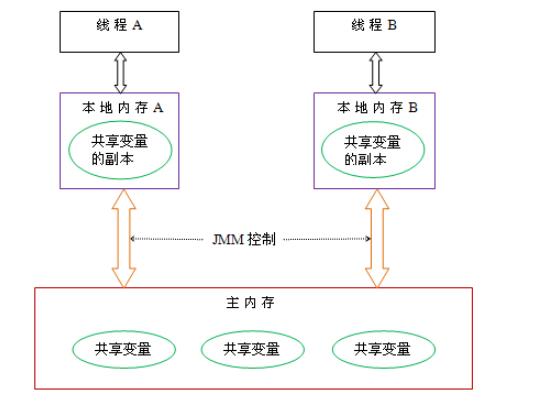 线程 A
线程 B
本地内存 A
本地内存 B
共享变量
的副本
共享变量
的副本
JMM 控制
主内存
共享变量
共享变量
共享变量